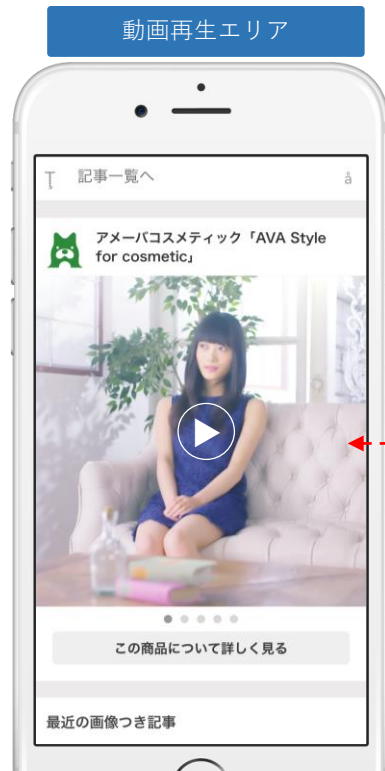 動画再生エリア
Ʈ 記事一覧へ å
アメーバコスメティック「AVA Style
for cosmetic」
この商品について詳しく見る
最近の画像つき記事